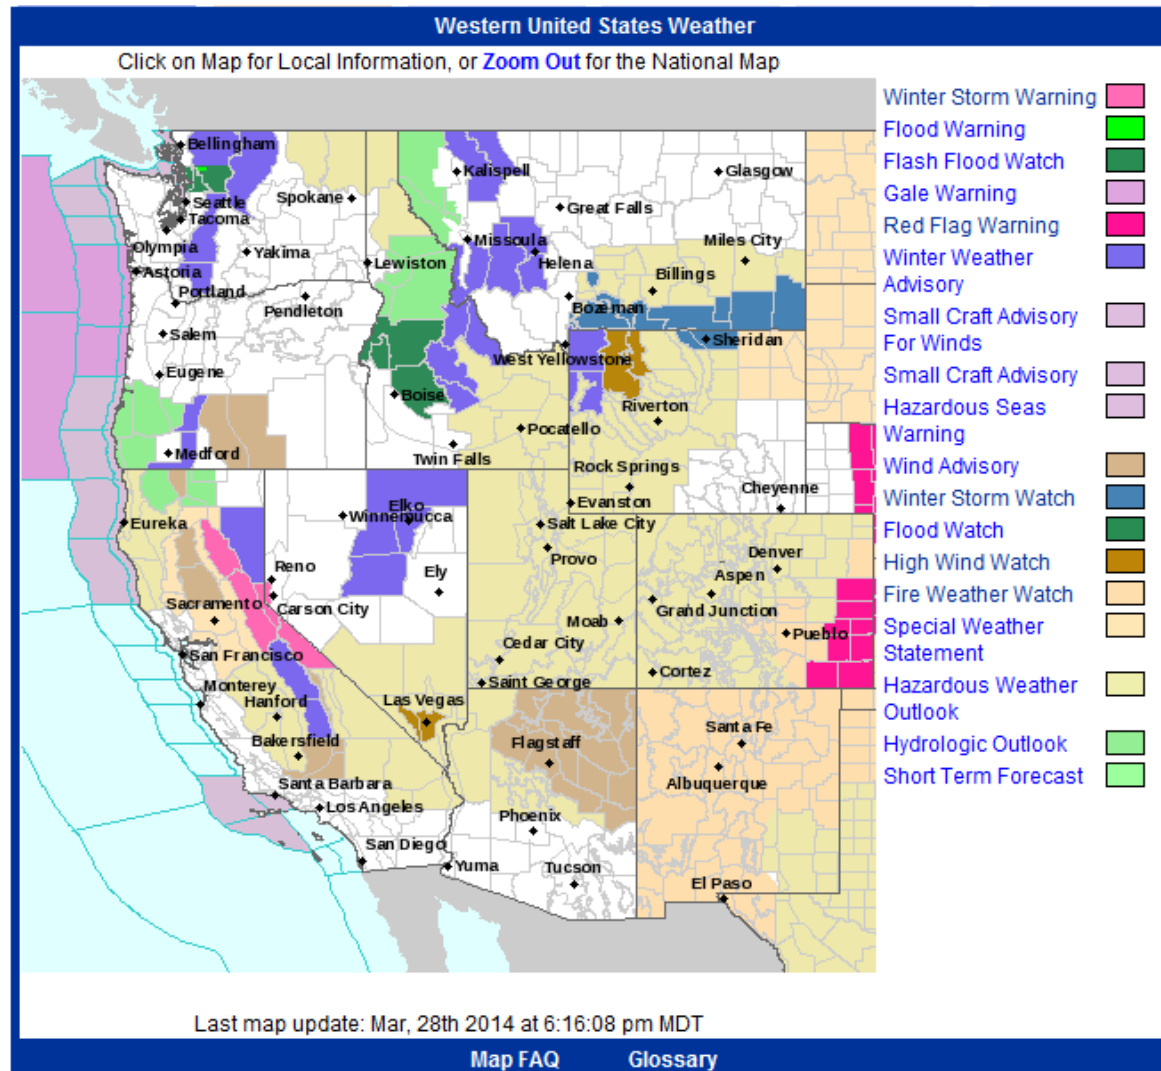 Western United States Weather
Click on Map for Local Information, or Zoom Out for the National Map
Winter Storm Warning
Flood Warning
Flash Flood Watch
Gale Warning
Red Flag Warning
Winter Weather
Advisory
Small Craft Advisory
For Winds
Small Craft Advisory
Hazardous Seas
Warning
Wind Advisory
Winter Storm Watch
Flood Watch
High Wind Watch
Fire Weather Watch
Special Weather
Statement
Hazardous Weather
Outlook
Hydrologic Outlook
Short Term Forecast
Bellingham
Kalispell
Glasgow
Seattle
Spokane
Tacoma
Great Falls
Olympia
Yakima
Missoula
Miles City
Helena
Astoria
Lewiston
Billings
Portland
Pendleton
Bozeman
Salem
Sheridan
West Yellowstone
Eugene
Boise
Riverton
Pocatello
Medford
Twin Falls
Rock Springs
Cheyenne
Elko
Evanston
Eureka
Winnemucca
Salt Lake City
Provo
Denver
Reno
Ely
Aspen
Sacramento
Carson City
Grand Junction
Moab
Pueblo
San Francisco
Cedar City
Cortez
Monterey
Saint George
Hanford
Las Vegas
Santa Fe
Bakersfield
Flagstaff
Albuquerque
Santa Barbara
Los Angeles
Phoenix
San Diego
Yuma
Tucson
El Paso
Last map update: Mar, 28th 2014 at 6:16:08 pm MDT
Map FAQ
Glossary